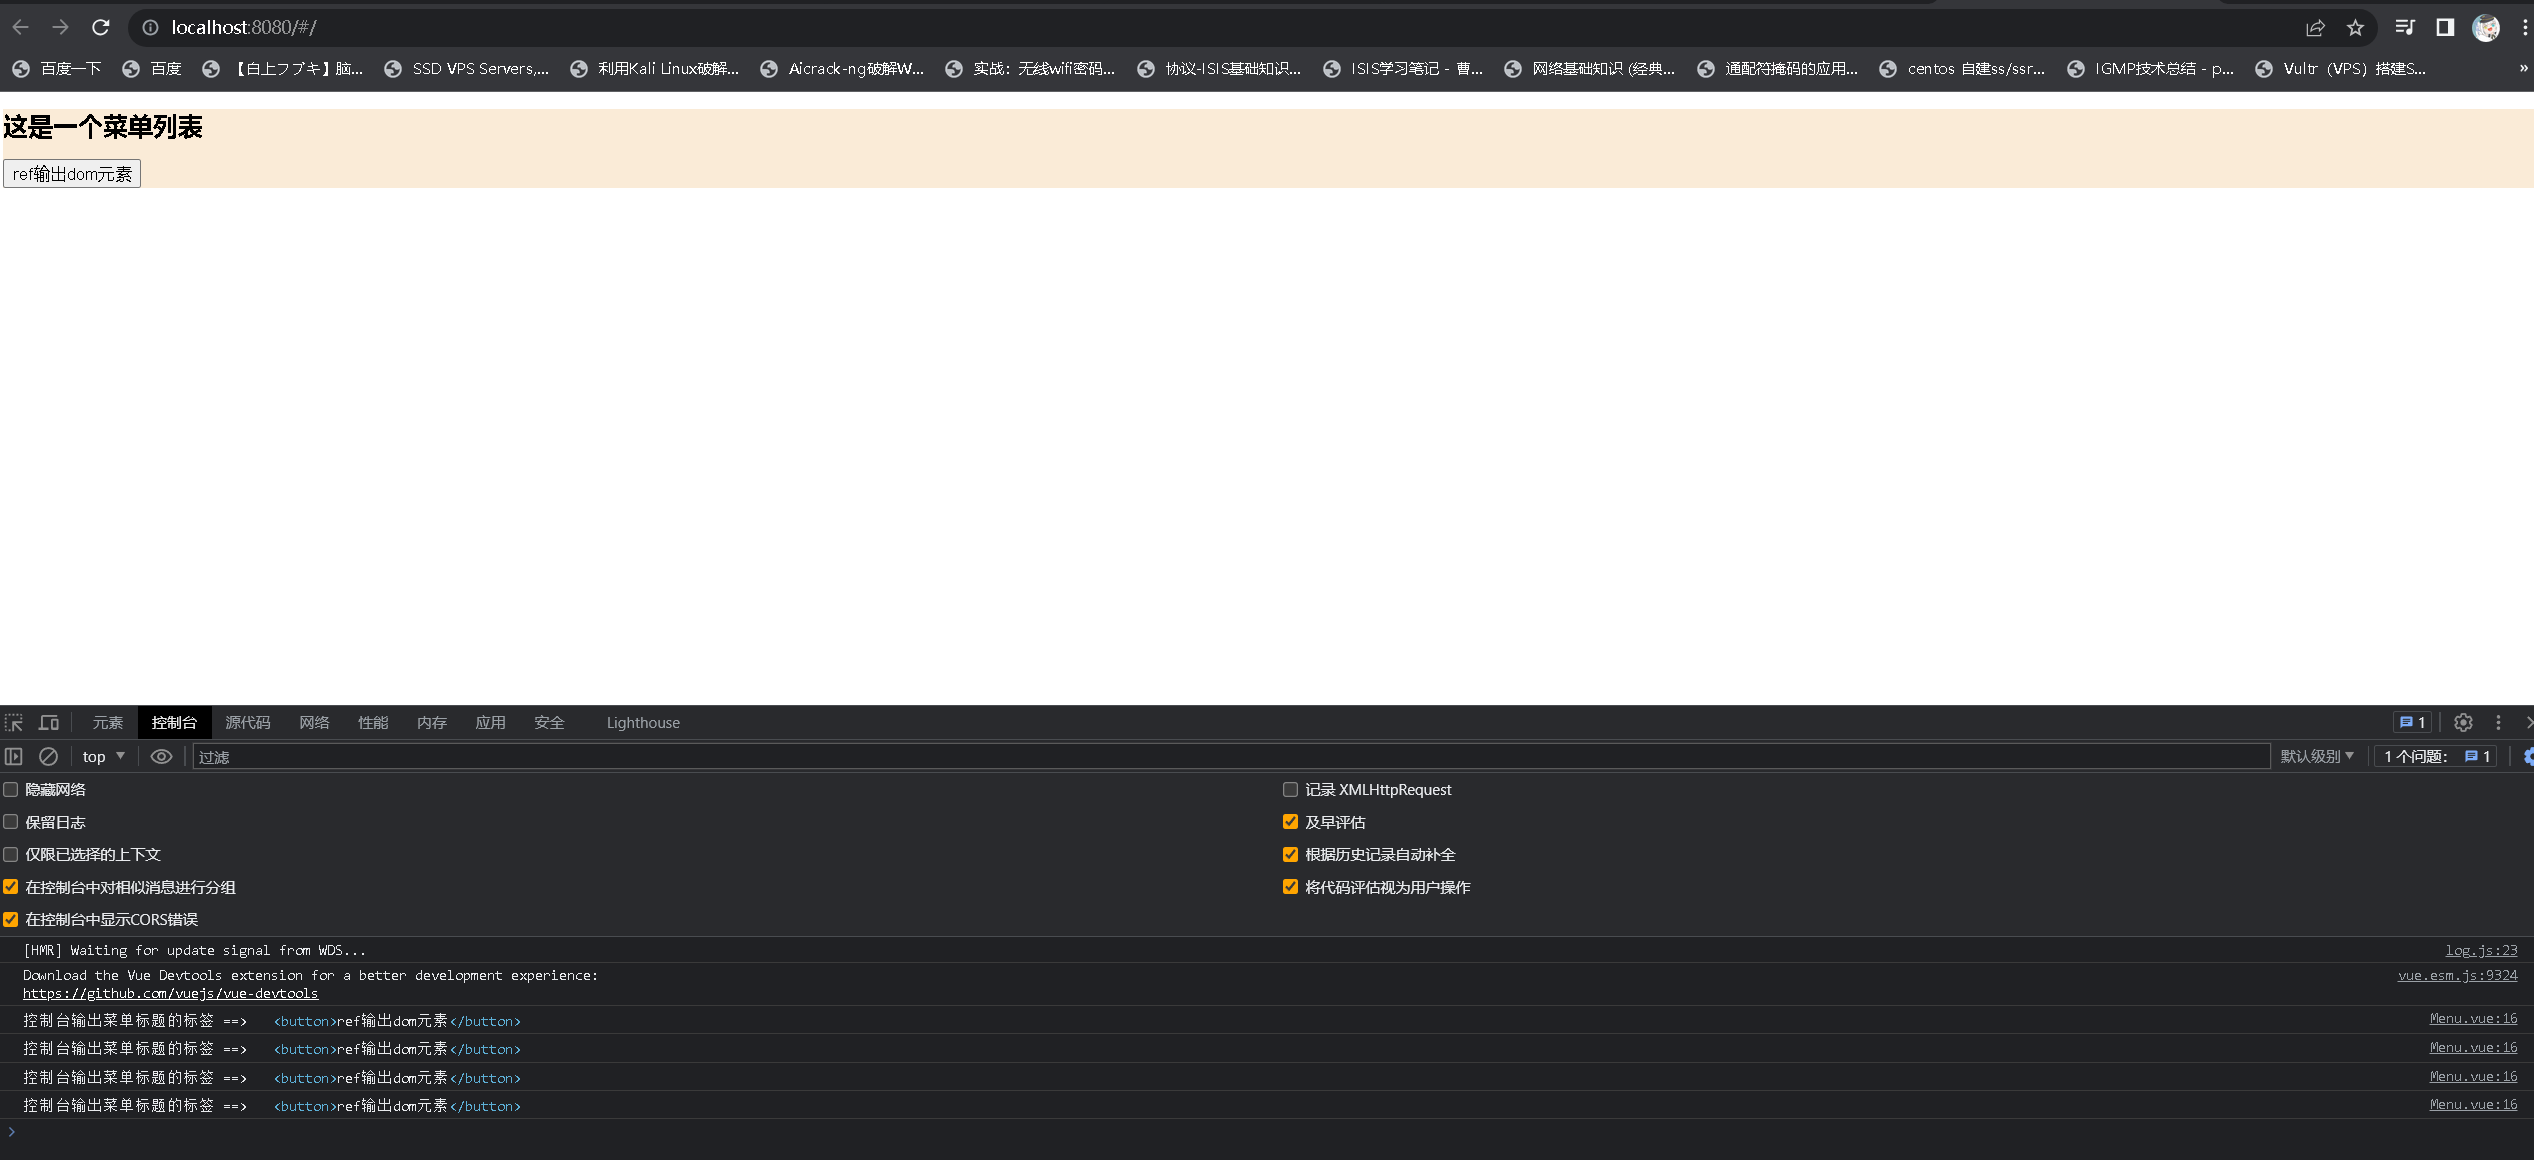 localhost:8080/#/
百度一下 百度 【白上フブキ】脑... SSD VPS Servers,... 利用Kali Linux破解... Aicrack-ng破解W... 实战：无线wifi密码... 协议-ISIS基础知识... ISIS学习笔记 - 曹... 网络基础知识 (经典... 通配符掩码的应用... centos 自建ss/ssr... IGMP技术总结 - p... Vultr（VPS）搭建S... »
这是一个菜单列表
ref输出dom元素
元素 控制台 源代码 网络 性能 内存 应用 安全 Lighthouse 1
top 过滤 默认级别 1 个问题： 1
隐藏网络 记录 XMLHttpRequest
保留日志 及早评估
仅限已选择的上下文 根据历史记录自动补全
在控制台中对相似消息进行分组 将代码评估视为用户操作
在控制台中显示CORS错误
[HMR] Waiting for update signal from WDS... log.js:23
Download the Vue Devtools extension for a better development experience: vue.esm.js:9324
https://github.com/vuejs/vue-devtools
控制台输出菜单标题的标签 ==> <button>ref输出dom元素</button> Menu.vue:16
控制台输出菜单标题的标签 ==> <button>ref输出dom元素</button> Menu.vue:16
控制台输出菜单标题的标签 ==> <button>ref输出dom元素</button> Menu.vue:16
控制台输出菜单标题的标签 ==> <button>ref输出dom元素</button> Menu.vue:16